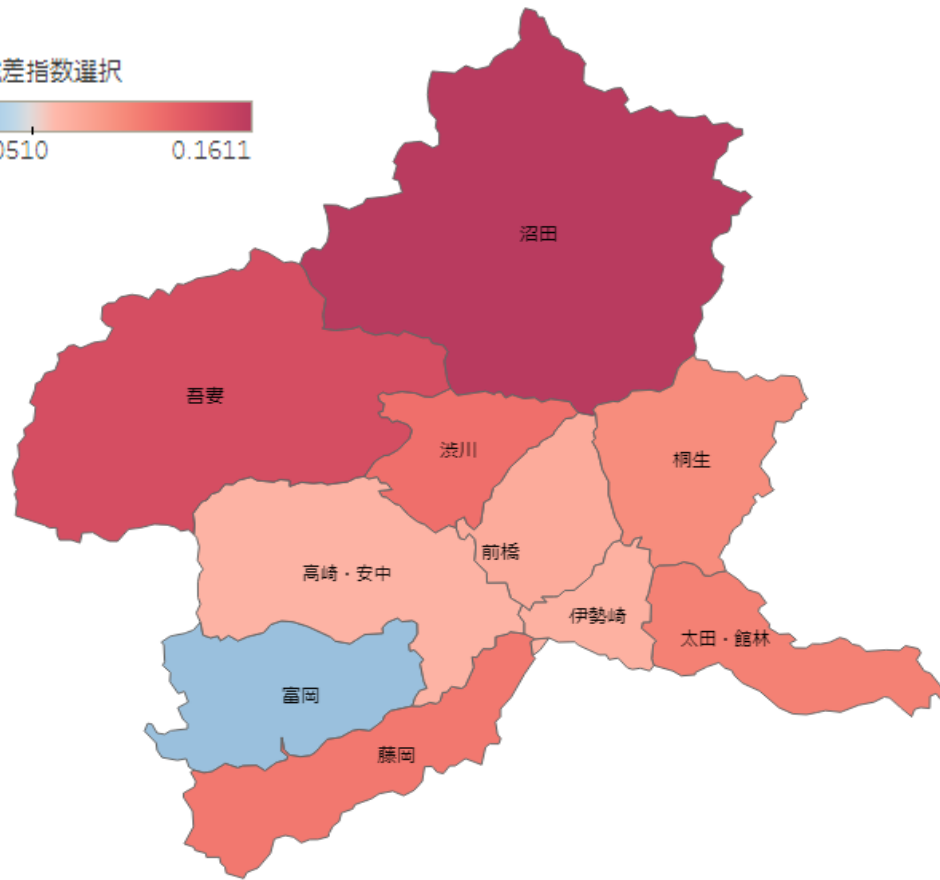 差指数選択
0510 0.1611
沼田
吾妻
渋川
桐生
前橋
高崎・安中
伊勢崎
太田・館林
富岡
藤岡